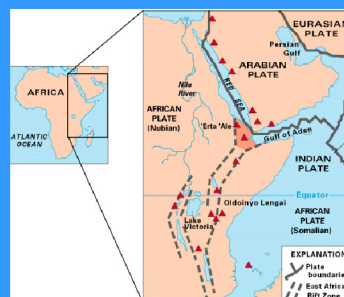 EURASIAN
PLATE
Persian
Gulf
ARABIAN
PLATE
Nile
River
RED SEA
AFRICA
AFRICAN
PLATE
(Nubian)
'Erta 'Ale
Gulf of Aden
ATLANTIC
OCEAN
INDIAN
PLATE
Equator
Oldoinyo Lengai
AFRICAN
PLATE
(Somalian)
Lake
Victoria
EXPLANATION
Plate
boundarie
East Africa
Rift Zone